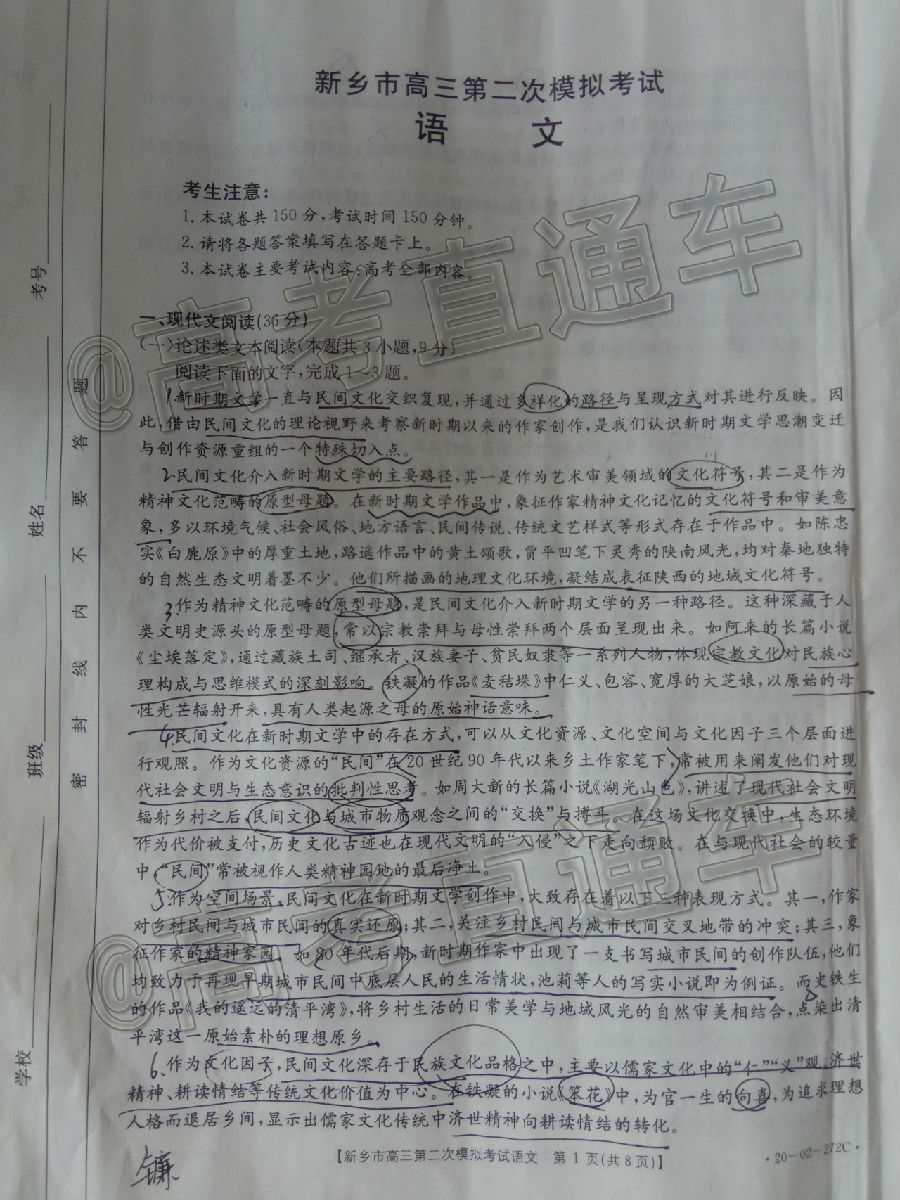 新乡市高三第二次模拟考试
语 文
考生注意:
1.本试卷共150分,考试时间150分钟。
2.请将各题答案填写在答题卡上。
3.本试卷主要考试内容:高考全部内容。
一、现代文阅读(36分)
(一)论述类文本阅读(本题共3小题,9分)
阅读下面的文字,完成1~3题。
1.新时期文学一直与民间文化交织复现,并通过多样化的路径与呈现方式对其进行反映。因
此,借由民间文化的理论视野来考察新时期以来的作家创作,是我们认识新时期文学思潮变迁
与创作资源重组的一个特殊切入点。
2.民间文化介入新时期文学的主要路径,其一是作为艺术审美领域的文化符号,其二是作为
精神文化范畴的原型母题。在新时期文学作品中,象征作家精神文化记忆的文化符号和审美意
象,多以环境气候、社会风俗、地方语言、民间传说、传统文艺样式等形式存在于作品中。如陈忠
实《白鹿原》中的厚重土地,路遥作品中的黄土颂歌,贾平凹笔下灵秀的陕南风光,均对秦地独特
的自然生态文明着墨不少。他们所描画的地理文化环境,凝结成表征陕西的地域文化符号。
3.作为精神文化范畴的原型母题,是民间文化介入新时期文学的另一种路径。这种深藏于人
类文明史源头的原型母题,常以宗教崇拜与母性崇拜两个层面呈现出来。如阿来的长篇小说
《尘埃落定》,通过藏族土司、继承者、汉族妻子、贫民奴隶等一系列人物,体现宗教文化对民族心
理构成与思维模式的深刻影响。铁凝的作品《麦秸垛》中仁义、包容、宽厚的大芝娘,以原始的母
性光芒辐射开来,具有人类起源之母的原始神话意味。
4.民间文化在新时期文学中的存在方式,可以从文化资源、文化空间与文化因子三个层面进
行观照。作为文化资源的“民间”在20世纪90年代以来乡土作家笔下,常被用来阐发他们对现
代社会文明与生态意识的批判性思考。如周大新的长篇小说《湖光山色》,讲述了现代社会文明
辐射乡村之后,民间文化与城市物质观念之间的“交换”与搏斗。在这场文化交换中,生态环境
作为代价被支付,历史文化古迹也在现代文明的“入侵”之下走向颓败。在与现代社会的较量
中,“民间”常被视作人类精神园地的最后净土。
5.作为空间场景,民间文化在新时期文学创作中,大致存在着以下三种表现方式。其一,作家
对乡村民间与城市民间的真实还原;其二,关注乡村民间与城市民间交叉地带的冲突;其三,象
征作家的精神家园。如80年代后期,新时期作家中出现了一支书写城市民间的创作队伍,他们
均致力于再现早期城市民间中底层人民的生活情状,池莉等人的写实小说即为例证。而史铁生
的作品《我的遥远的清平湾》,将乡村生活的日常美学与地域风光的自然审美相结合,点染出清
平湾这一原始素朴的理想原乡。
6.作为文化因子,民间文化深存于民族文化品格之中,主要以儒家文化中的“仁”“义”观、济世
精神、耕读情结等传统文化价值为中心。在铁凝的小说《笨花》中,为官一生的向喜,为追求理想
人格而退居乡间,显示出儒家文化传统中济世精神向耕读情结的转化。
【新乡市高三第二次模拟考试语文 第1页(共8页)】
·20-02-272C·
学校
班级
姓名
考号
密 封 线 内 不 要 答 题
@高考直通车
@高考直通车